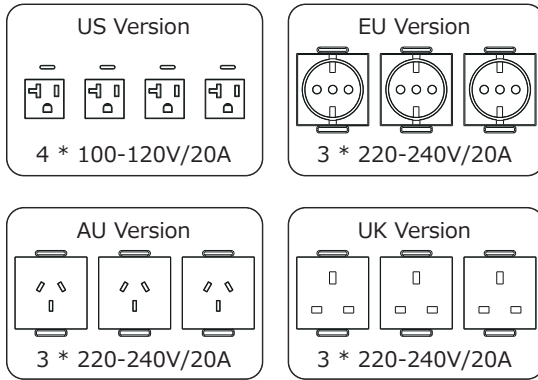 US Version
4 * 100-120V/20A
EU Version
3 * 220-240V/20A
AU Version
3 * 220-240V/20A
UK Version
3 * 220-240V/20A